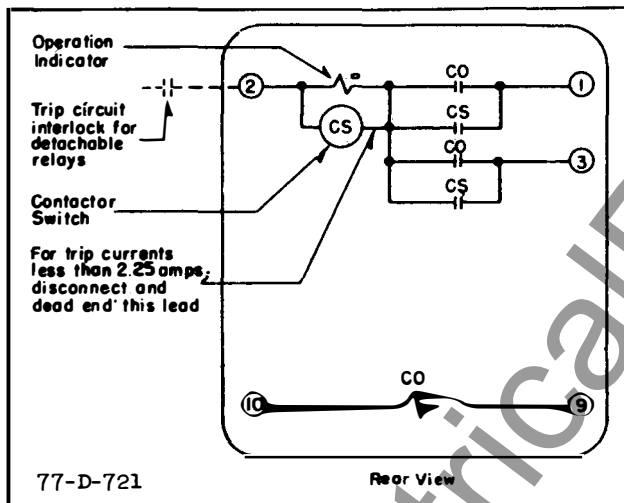 Operation
Indicator
Trip circuit
interlock for
detachable
relays
Contactor
Switch
For trip currents
less than 2.25 amps,
disconnect and
dead end this lead
2
CO
1
CS
CS
CO
3
CS
CO
10
9
77-D-721
Rear View